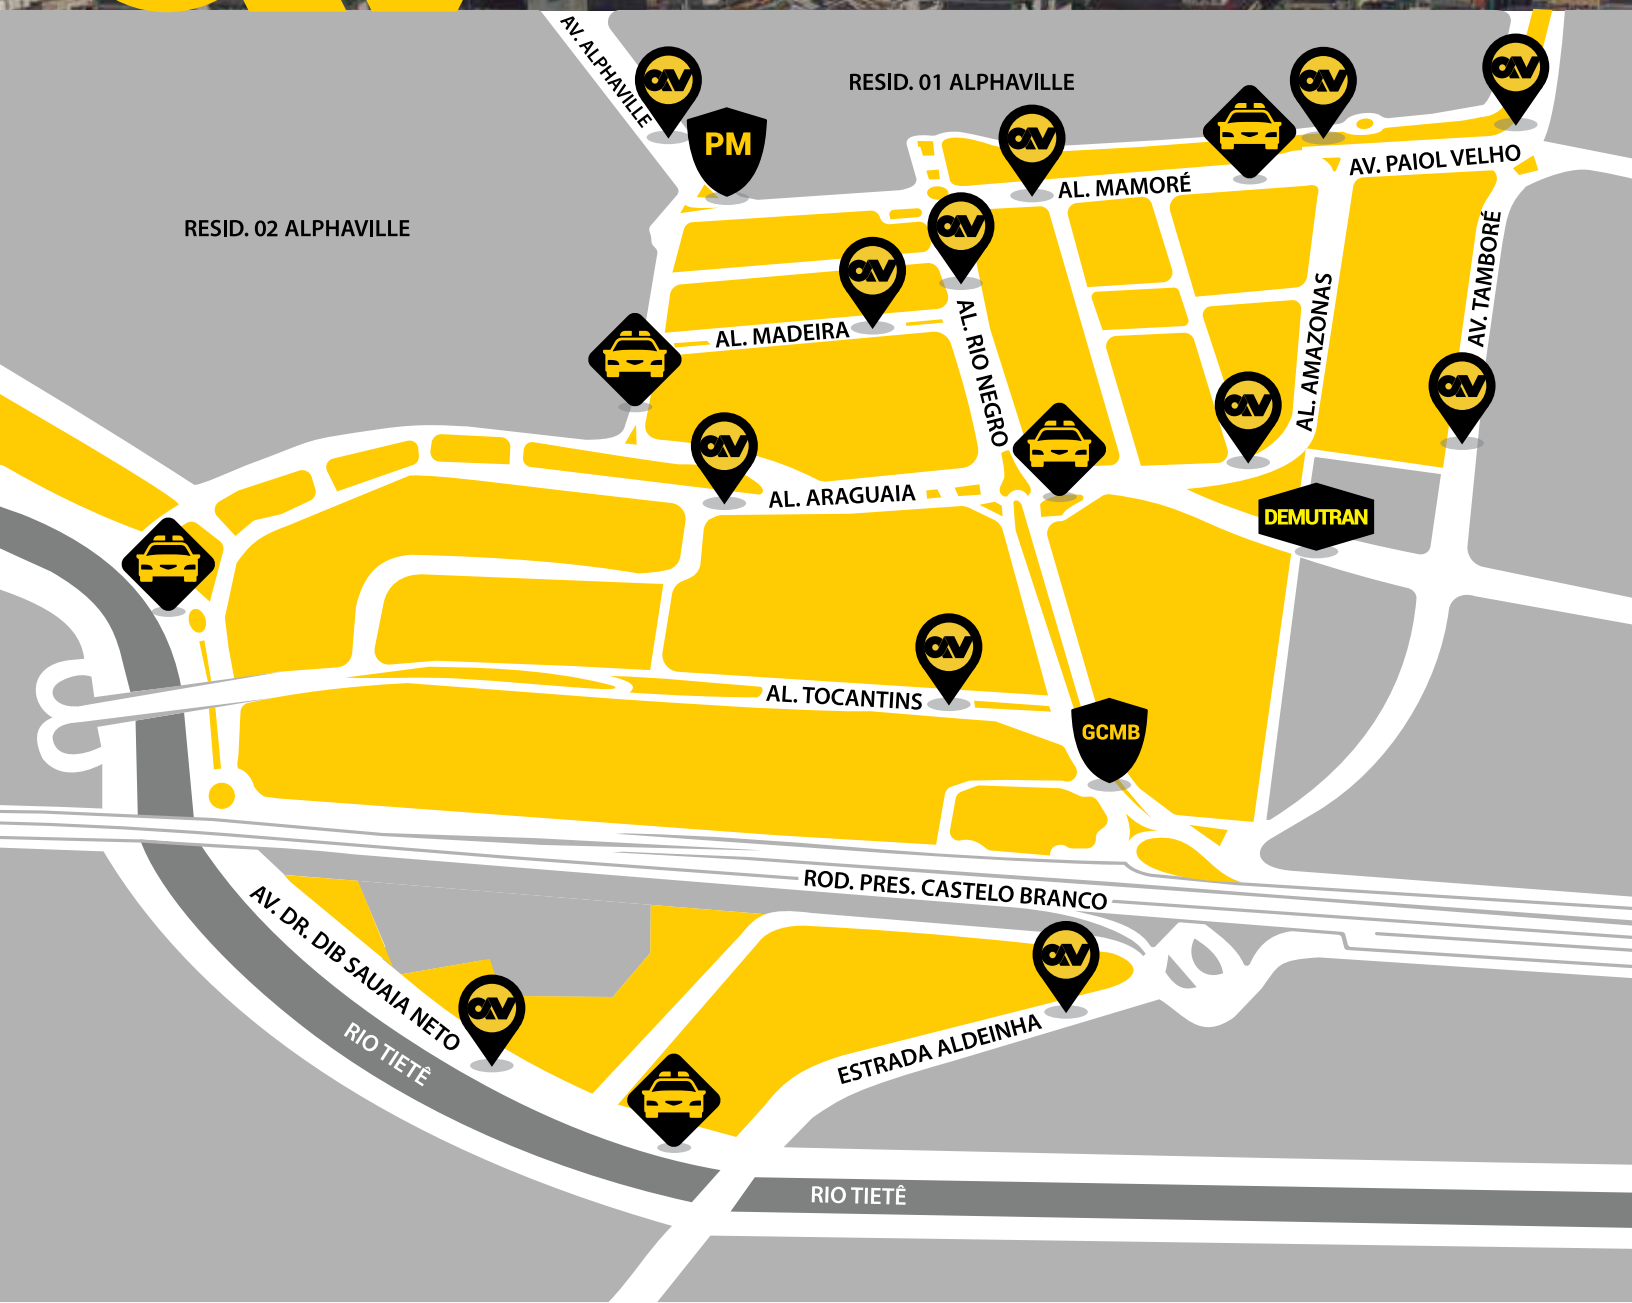 AV. ALPHAVILLE
RESID. 01 ALPHAVILLE
PM
AV. PAIOL VELHO
AL. MAMORÉ
RESID. 02 ALPHAVILLE
AV. TAMBORÉ
AL. MADEIRA
AL. RIO NEGRO
AL. AMAZONAS
AL. ARAGUAIA
DEMUTRAN
AL. TOCANTINS
GCMB
ROD. PRES. CASTELO BRANCO
AV. DR. DIB SAUAIA NETO
RIO TIETÊ
ESTRADA ALDEINHA
RIO TIETÊ